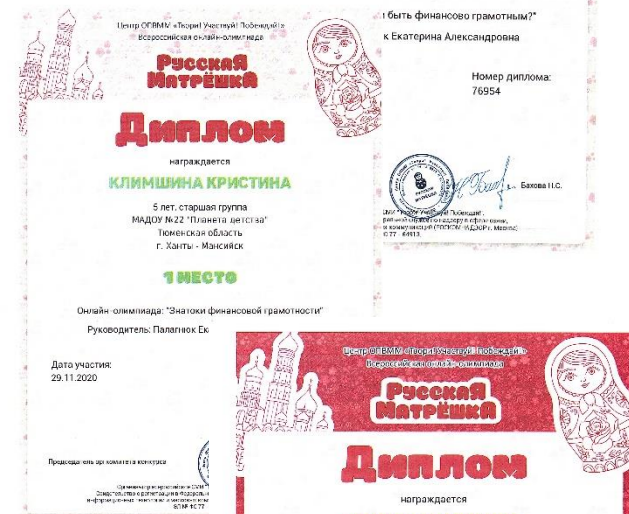 Центр ОПВММ «Твори! Участвуй! Побеждай!»
Всероссийская онлайн-олимпиада
РУССКАЯ
МАТРЁШКА
ДИПЛОМ
награждается
КЛИМШИНА КРИСТИНА
5 лет, старшая группа
МАДОУ №22 "Планета детства"
Тюменская область
г. Ханты - Мансийск
1 МЕСТО
Онлайн-олимпиада: "Знатоки финансовой грамотности"
Руководитель: Палагнюк Ек
Дата участия:
29.11.2020
Председатель оргкомитета конкурса
быть финансово грамотным?"
к Екатерина Александровна
Номер диплома:
76954
Бахова Н.С.
Центр ОПВММ «Твори! Участвуй! Побеждай!»
Всероссийская онлайн-олимпиада
РУССКАЯ
МАТРЁШКА
ДИПЛОМ
награждается